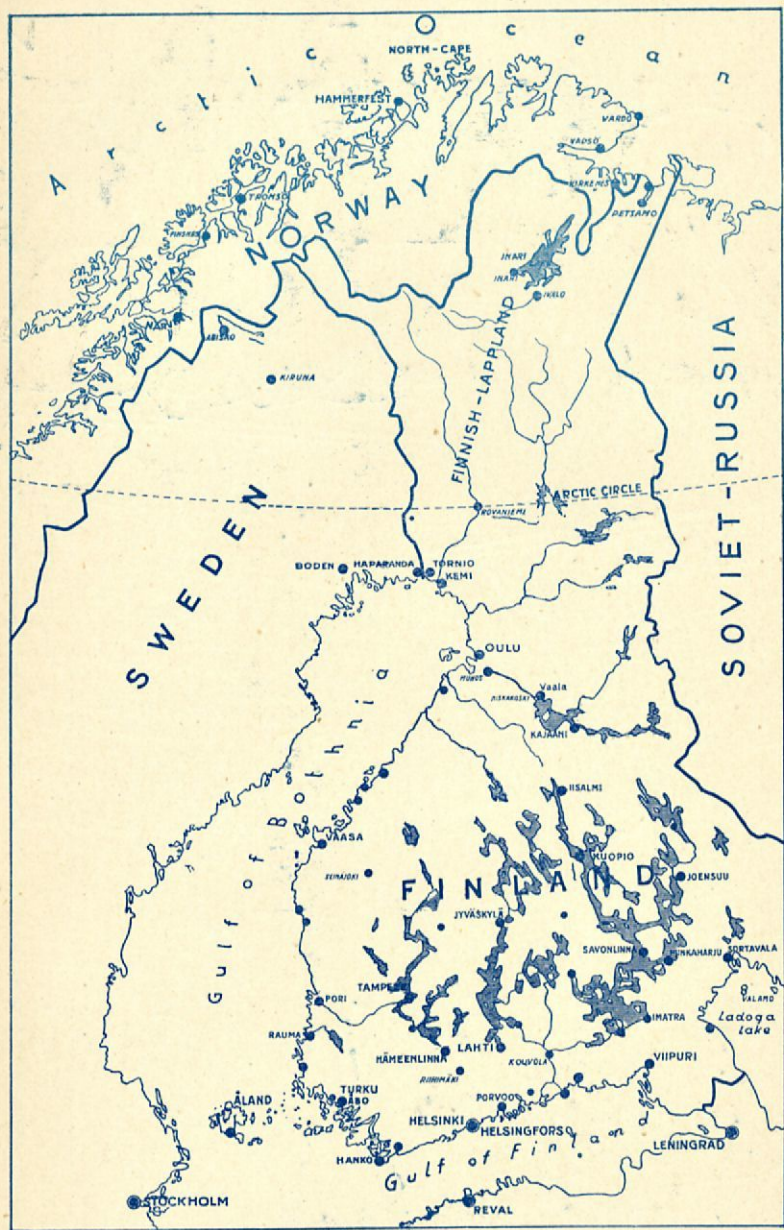 Arctic Ocean
NORTH-CAPE
HAMMERFEST
VARDÖ
VADSÖ
TROMSÖ
KIRKENES
PETSAMO
NORWAY
INARI
INARI
IVALO
ABISKO
KIRUNA
FINNISH-LAPPLAND
SOVIET-RUSSIA
ARCTIC CIRCLE
ROVANIEMI
SWEDEN
BODEN
HAPARANDA
TORNIO
KEMI
OULU
MUHOS
Vaala
KAJAANI
Gulf of Bothnia
IISALMI
VAASA
KUOPIO
SEINÄJOKI
FINLAND
JOENSUU
JYVÄSKYLÄ
SAVONLINNA
PUNKAHARJU
SORTAVALA
VALAMO
TAMPERE
PORI
Ladoga
lake
IMATRA
RAUMA
LAHTI
HÄMEENLINNA
KOUVOLA
VIIPURI
RIIHIMÄKI
ÅLAND
TURKU
ÅBO
PORVOO
HELSINKI
HELSINGFORS
LENINGRAD
HANKO
Gulf of Finland
STOCKHOLM
REVAL